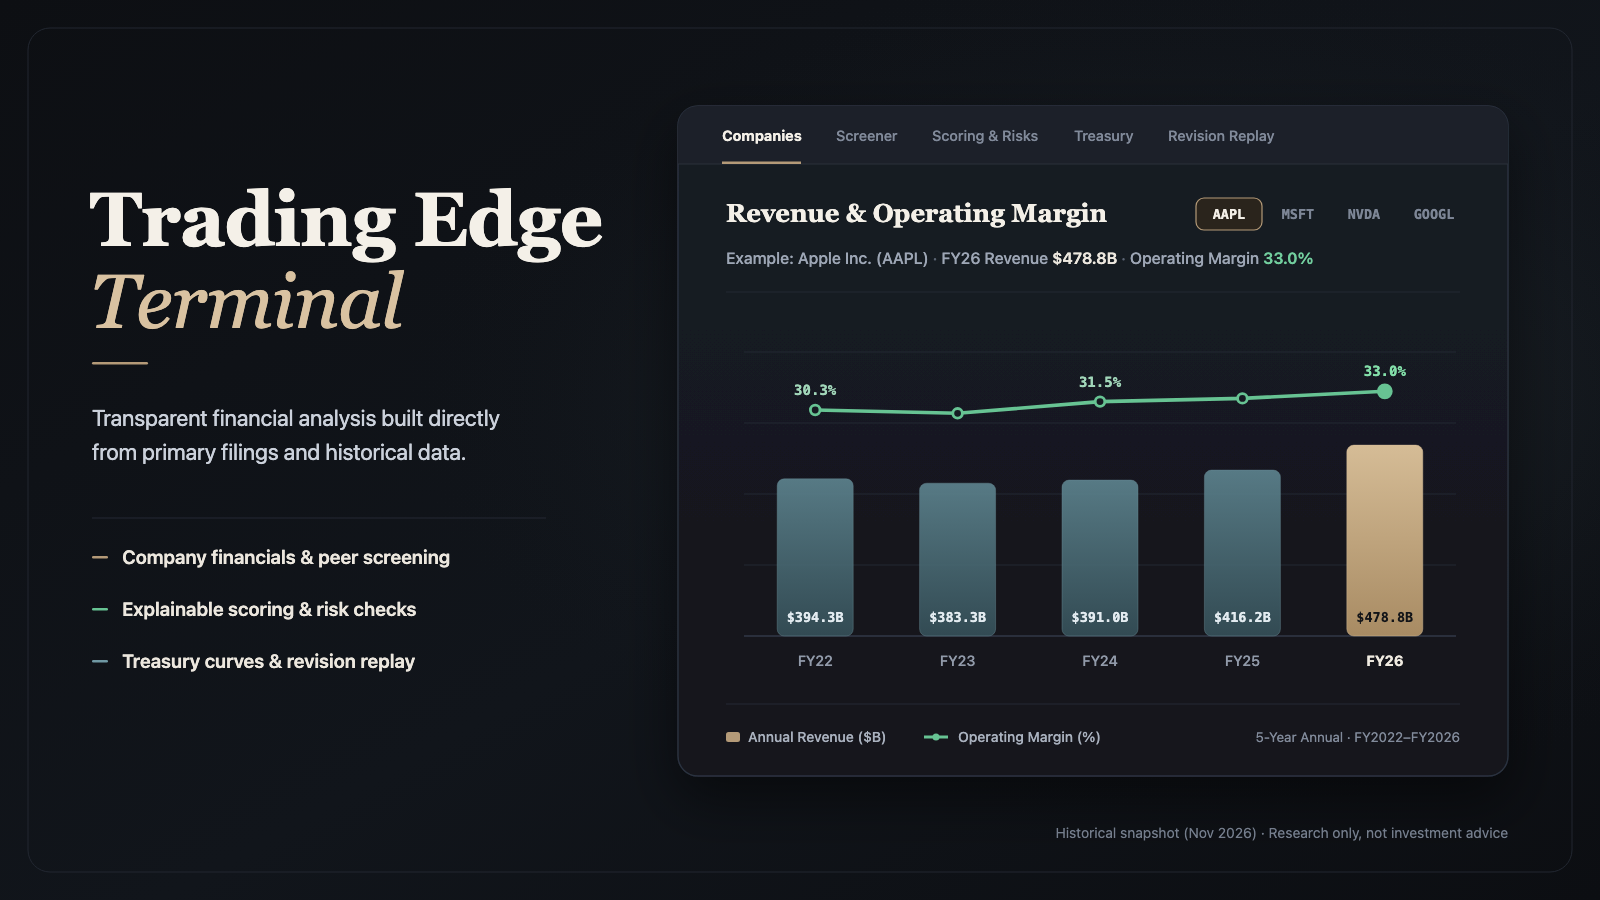 Trading Edge
Terminal
Transparent financial analysis built directly
from primary filings and historical data.
Company financials & peer screening
Explainable scoring & risk checks
Treasury curves & revision replay
Companies Screener Scoring & Risks Treasury Revision Replay
Revenue & Operating Margin AAPL MSFT NVDA GOOGL
Example: Apple Inc. (AAPL) · FY26 Revenue $478.8B · Operating Margin 33.0%
30.3% 31.5% 33.0%
$394.3B $383.3B $391.0B $416.2B $478.8B
FY22 FY23 FY24 FY25 FY26
Annual Revenue ($B) Operating Margin (%) 5-Year Annual · FY2022–FY2026
Historical snapshot (Nov 2026) · Research only, not investment advice